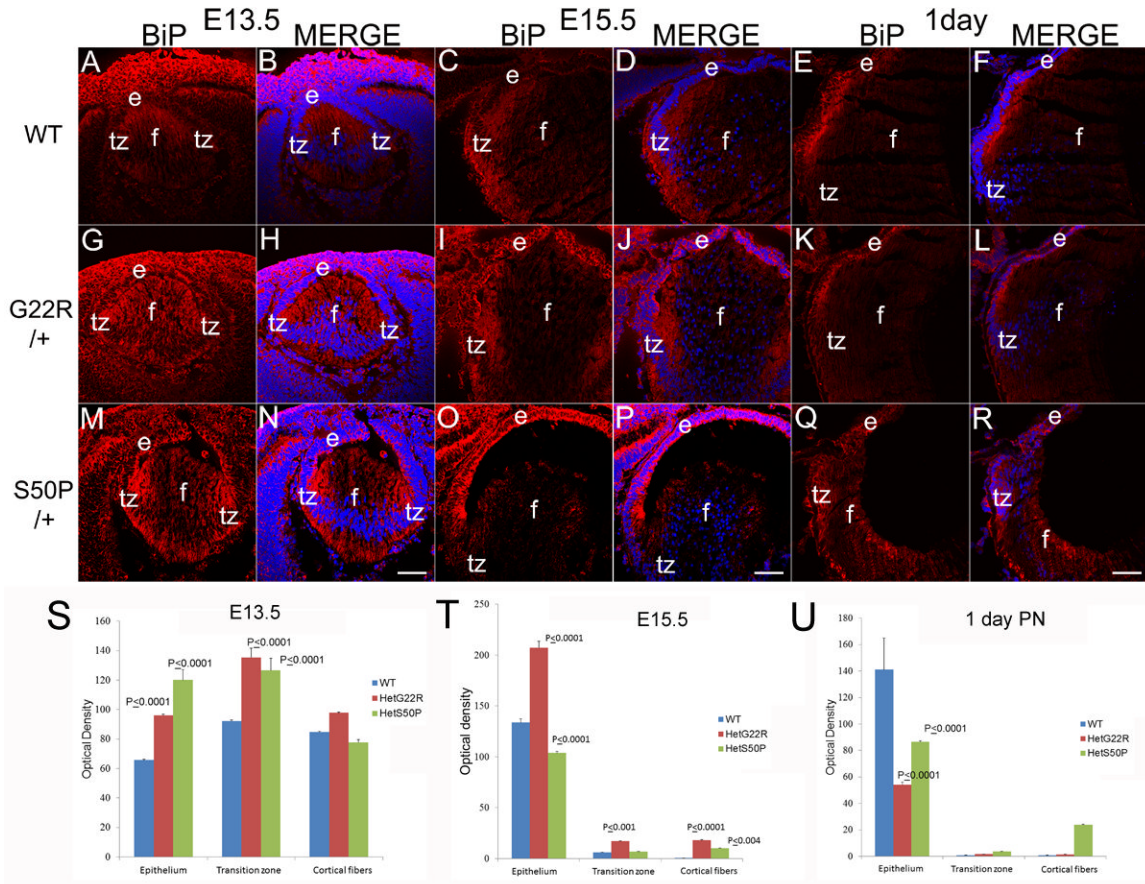 E13.5 E15.5 1day
BiP MERGE BiP MERGE BiP MERGE
WT
A B C D E F
e e e e e e
tz f tz tz f tz tz f tz f tz f tz f
G22R
/+
G H I J K L
e e e e e e
tz f tz tz f tz tz f tz f tz f tz f
S50P
/+
M N O P Q R
e e e e e e
tz f tz tz f tz tz f tz f tz f tz f
S E13.5
Optical Density
160
140
120
100
80
60
40
20
0
P≤0.0001
P≤0.0001
P≤0.0001
P≤0.0001
WT
HetG22R
HetS50P
Epithelium Transition zone Cortical fibers
T E15.5
Optical density
250
200
150
100
50
0
P≤0.0001
P≤0.0001
P≤0.001
P≤0.0001
P≤0.004
WT
HetG22R
HetS50P
Epithelium Transition zone Cortical fibers
U 1 day PN
Optical Density
180
160
140
120
100
80
60
40
20
0
P≤0.0001
P≤0.0001
WT
HetG22R
HetS50P
Epithelium Transition zone Cortical fibers